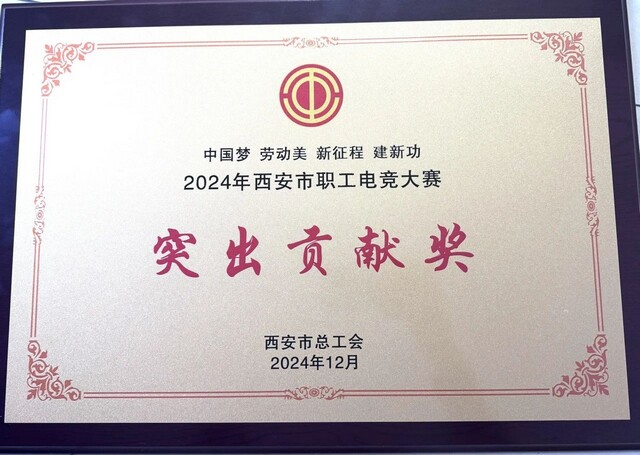 中国梦 劳动美 新征程 建新功
2024年西安市职工电竞大赛
突出贡献奖
西安市总工会
2024年12月